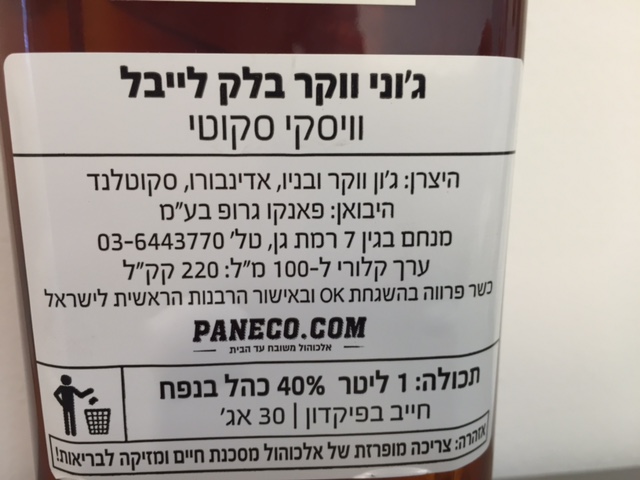 ג'וני ווקר בלק לייבל
וויסקי סקוטי
היצרן: ג'ון ווקר ובניו, אדינבורו, סקוטלנד
היבואן: פאנקו גרופ בע"מ
מנחם בגין 7 רמת גן, טל' 03-6443770
ערך קלורי ל-100 מ"ל: 220 קק"ל
כשר פרווה בהשגחת OK ובאישור הרבנות הראשית לישראל
PANECO.COM
אלכוהול משובח עד הבית
תכולה: 1 ליטר 40% כהל בנפח
חייב בפיקדון | 30 אג'
אזהרה: צריכה מופרזת של אלכוהול מסכנת חיים ומזיקה לבריאות!